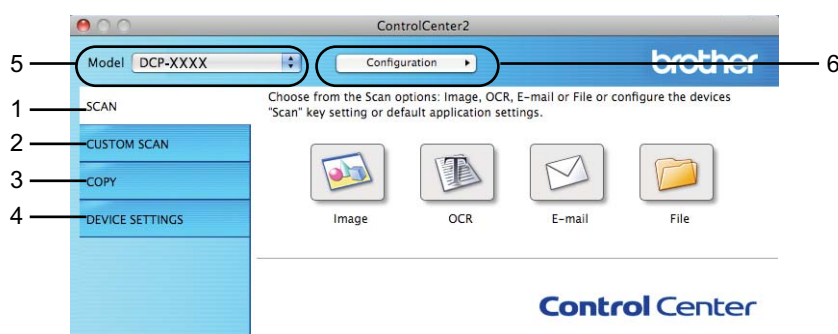 ControlCenter2
5 Model DCP-XXXX Configuration 6
brother
1 SCAN
Choose from the Scan options: Image, OCR, E-mail or File or configure the devices
"Scan" key setting or default application settings.
2 CUSTOM SCAN
3 COPY
4 DEVICE SETTINGS
Image OCR E-mail File
Control Center